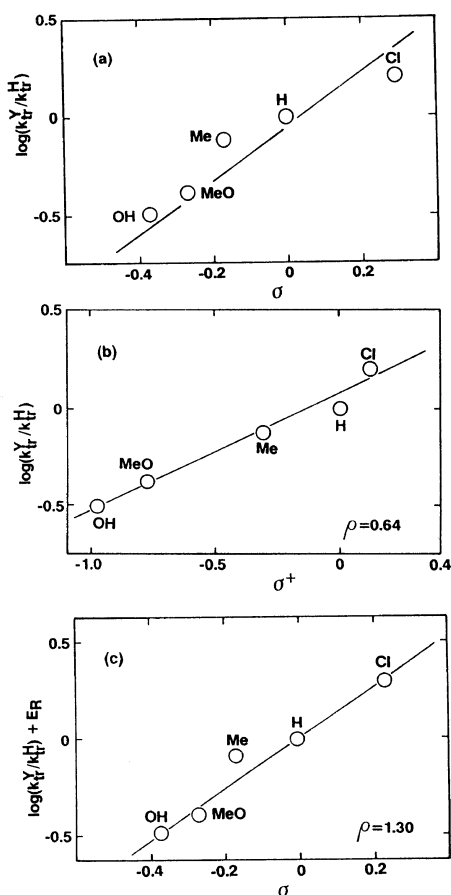 (a)
log(k_tr^Y/k_tr^H)
0.5
0
-0.5
OH
MeO
Me
H
Cl
-0.4
-0.2
0
0.2
σ
(b)
log(k_tr^Y/k_tr^H)
0.5
0
-0.5
OH
MeO
Me
H
Cl
ρ=0.64
-1.0
-0.5
0
0.4
σ+
(c)
log(k_tr^Y/k_tr^H) + E_R
0.5
0
-0.5
OH
MeO
Me
H
Cl
ρ=1.30
-0.4
-0.2
0
0.2
σ